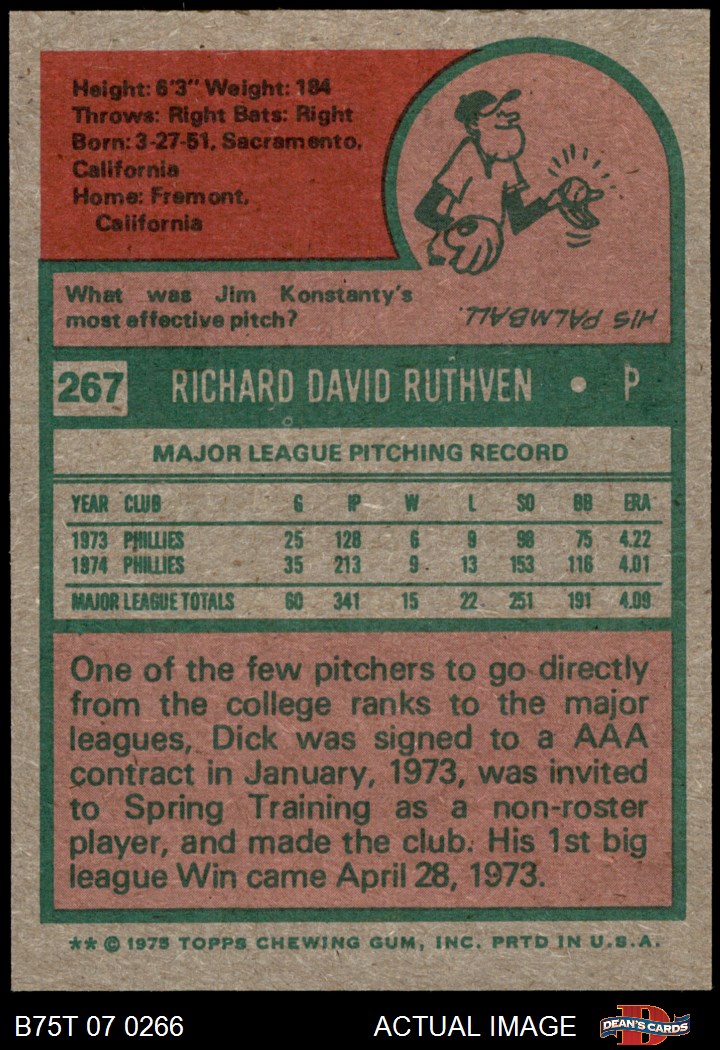 Height: 6'3" Weight: 184
Throws: Right Bats: Right
Born: 3-27-51, Sacramento,
California
Home: Fremont,
California
What was Jim Konstanty's
most effective pitch?
HIS PALMBALL.
267 RICHARD DAVID RUTHVEN • P
MAJOR LEAGUE PITCHING RECORD
YEAR CLUB G IP W L SO BB ERA
1973 PHILLIES 25 128 6 9 98 75 4.22
1974 PHILLIES 35 213 9 13 153 116 4.01
MAJOR LEAGUE TOTALS 60 341 15 22 251 191 4.09
One of the few pitchers to go directly
from the college ranks to the major
leagues, Dick was signed to a AAA
contract in January, 1973, was invited
to Spring Training as a non-roster
player, and made the club. His 1st big
league Win came April 28, 1973.
** © 1975 TOPPS CHEWING GUM, INC. PRTD IN U.S.A.
B75T 07 0266 ACTUAL IMAGE D DEAN'S CARDS